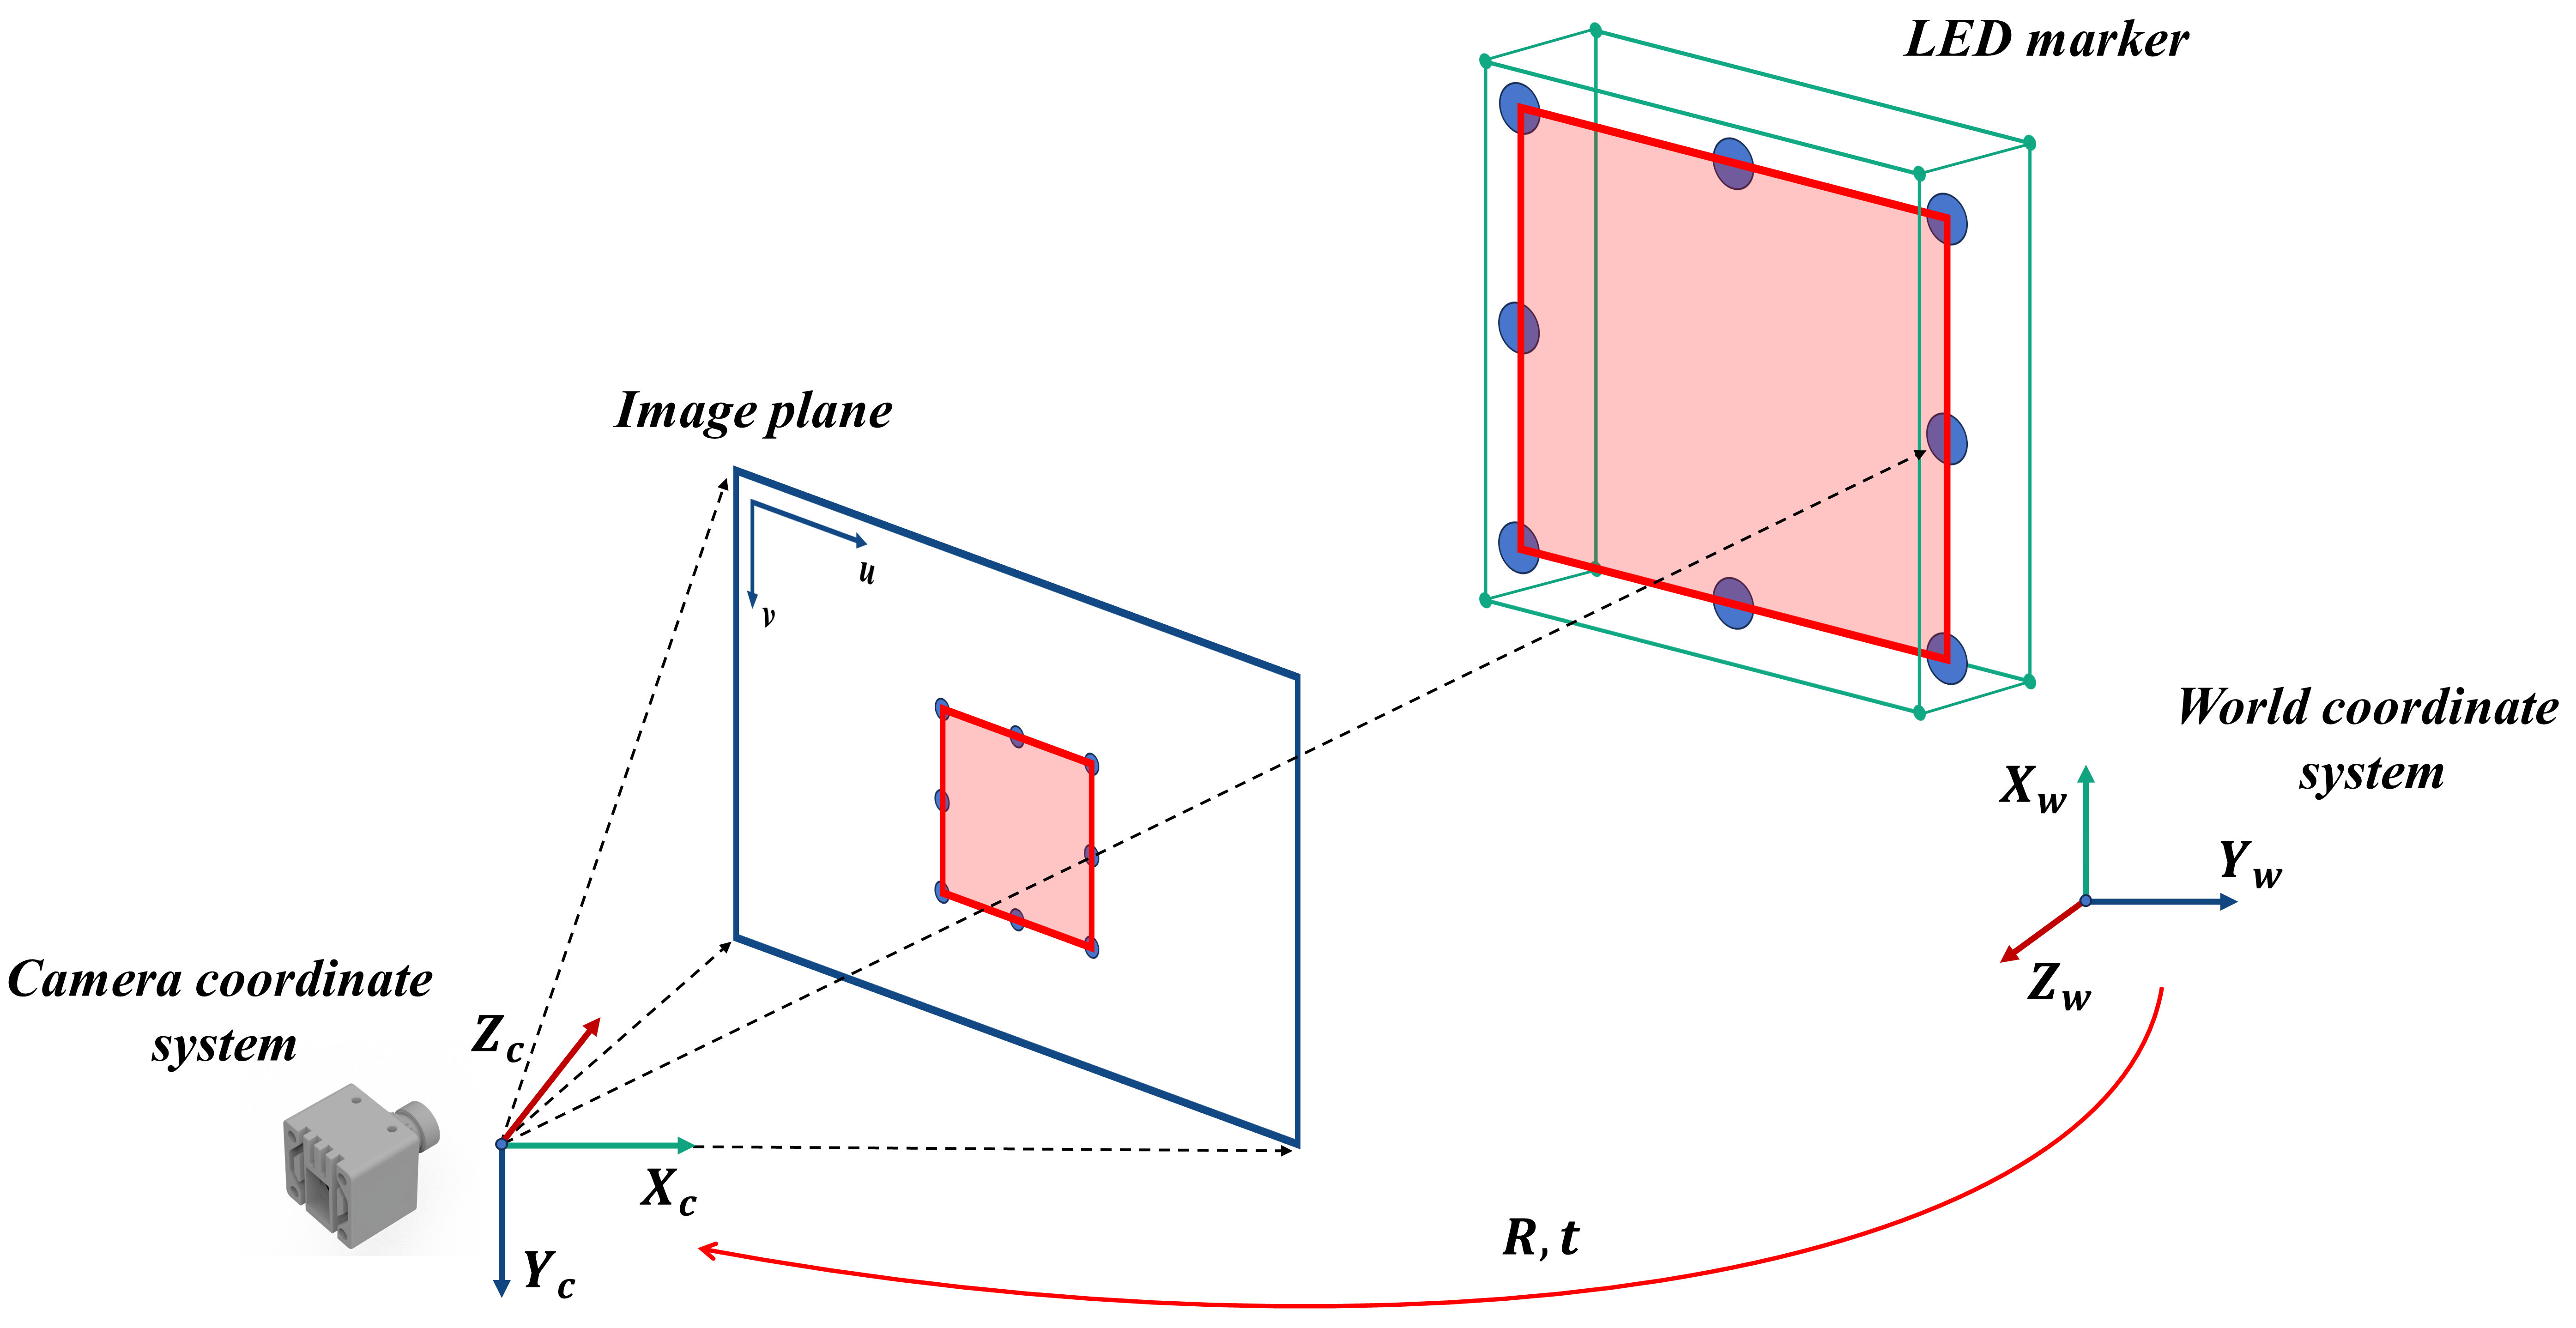 LED marker
Image plane
u
v
World coordinate
system
X_w
Y_w
Z_w
Camera coordinate
system
Z_c
X_c
Y_c
R, t